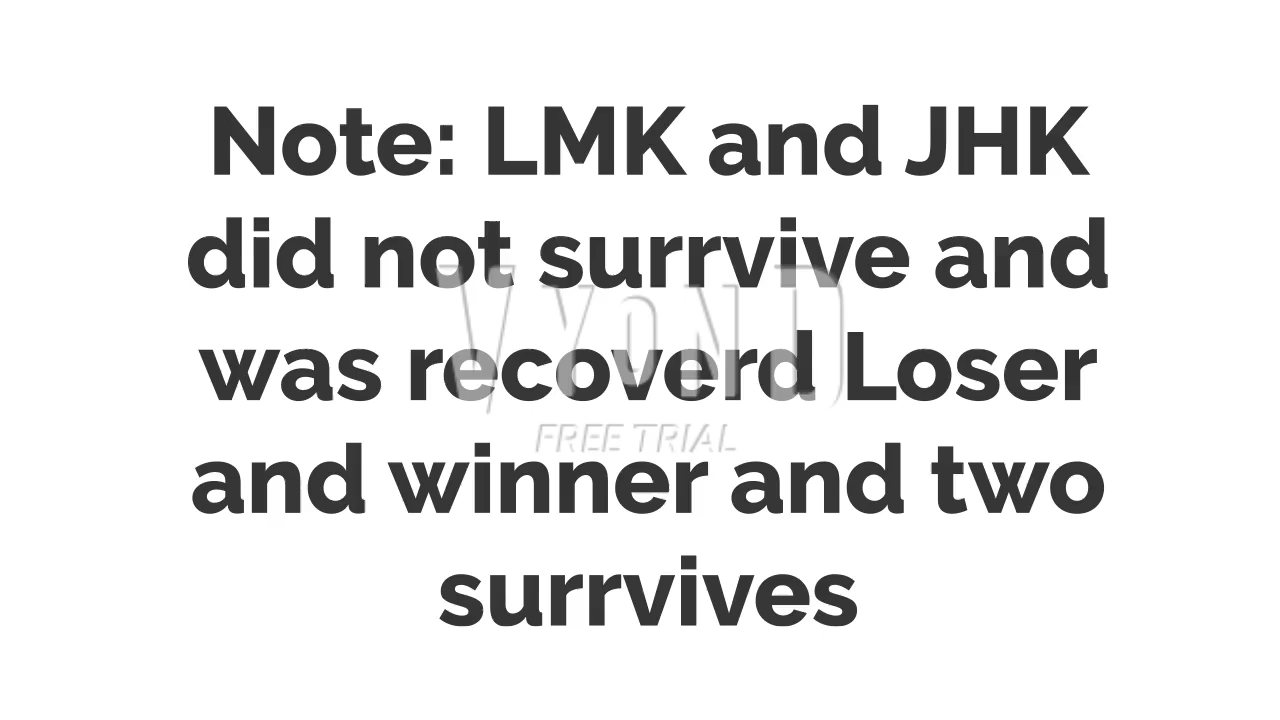 Note: LMK and JHK
did not surrvive and
was recoverd Loser
and winner and two
surrvives
VYOND
FREE TRIAL